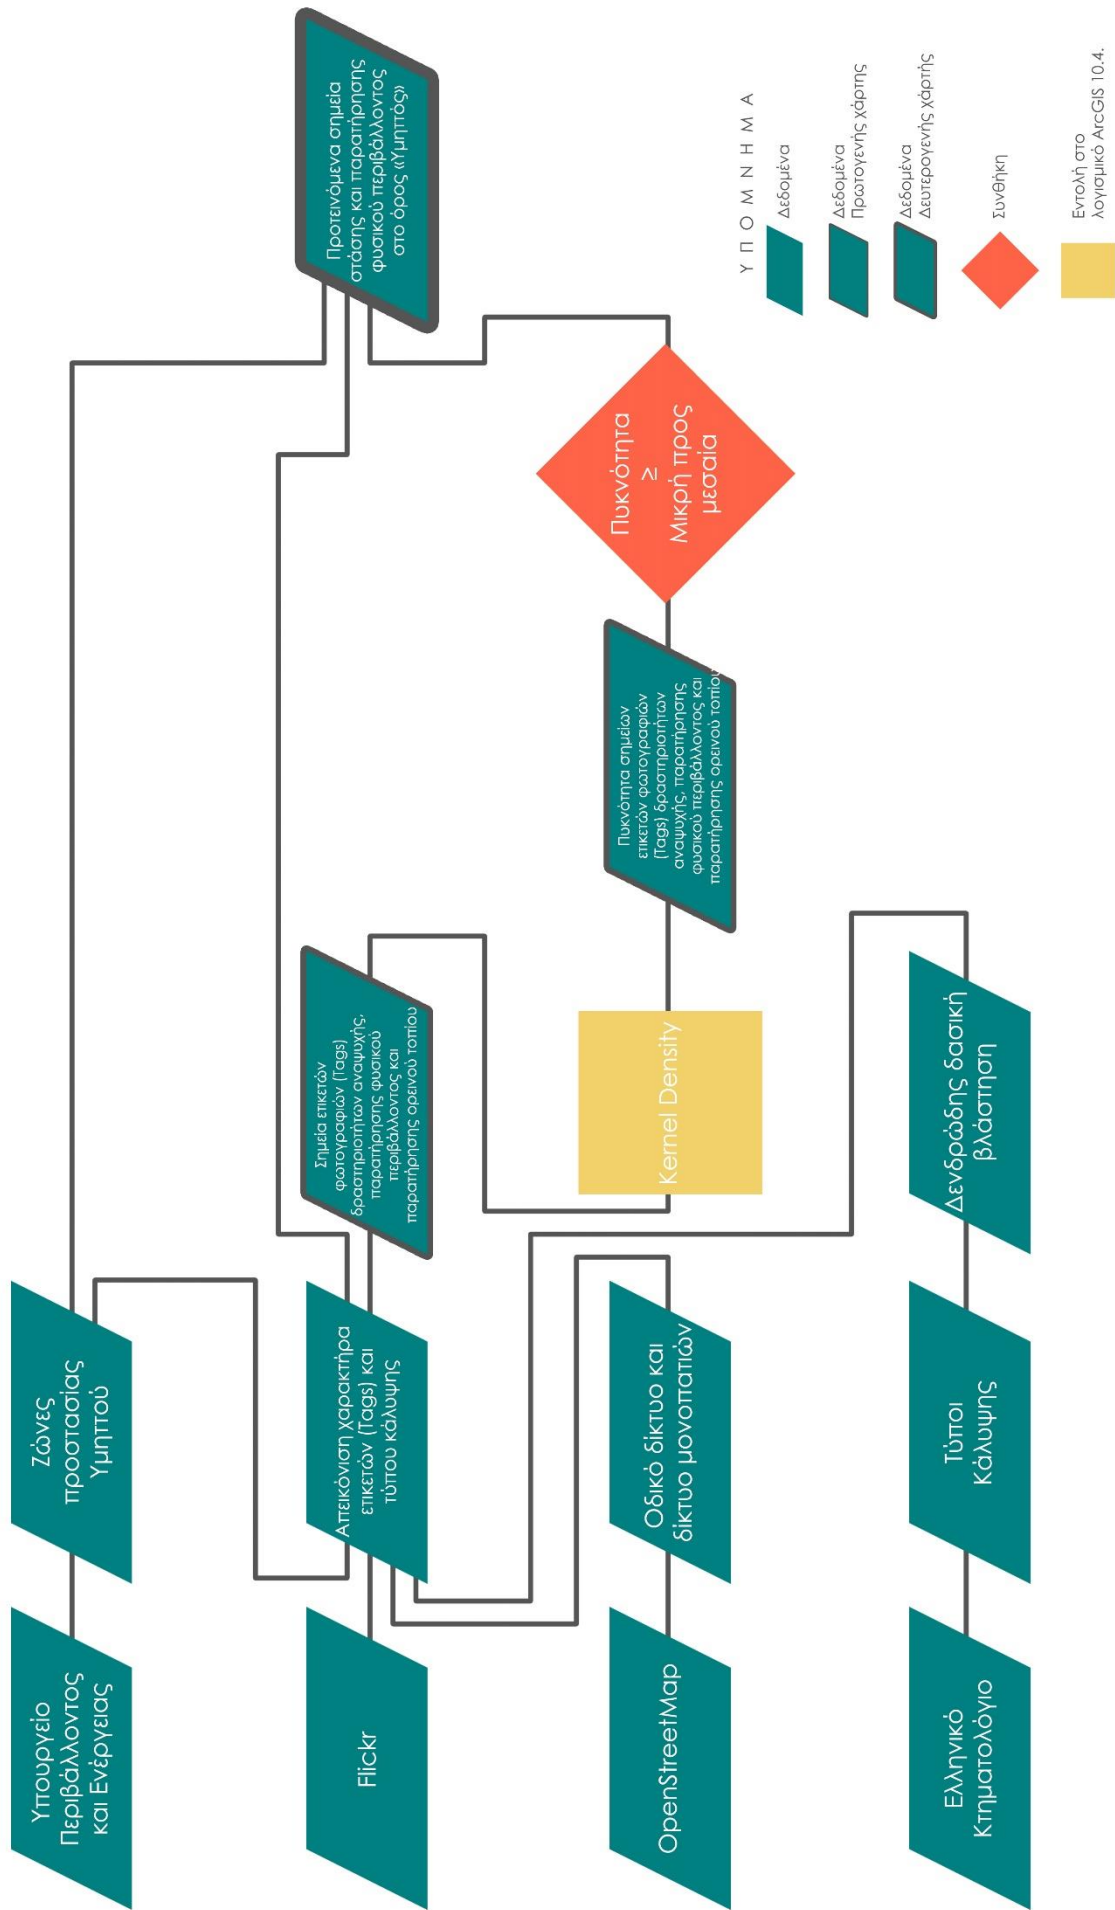 Υπουργείο
Περιβάλλοντος
και Ενέργειας
Ζώνες
προστασίας
Υμηττού
Flickr
Απεικόνιση χαρακτήρα
ετικετών (Tags) και
τύπου κάλυψης
Σημεία ετικετών
φωτογραφιών (Tags)
δραστηριοτήτων αναψυχής,
παρατήρησης φυσικού
περιβάλλοντος και
παρατήρησης ορεινού τοπίου
Προτεινόμενα σημεία
στάσης και παρατήρησης
φυσικού περιβάλλοντος
στο όρος «Υμηττός»
OpenStreetMap
Οδικό δίκτυο και
δίκτυο μονοπατιών
Kernel Density
Πυκνότητα σημείων
ετικετών φωτογραφιών
(Tags) δραστηριοτήτων
αναψυχής, παρατήρησης
φυσικού περιβάλλοντος και
παρατήρησης ορεινού τοπίου
Πυκνότητα
≥
Μικρή προς
μεσαία
Ελληνικό
Κτηματολόγιο
Τύποι
Κάλυψης
Δενδρώδης δασική
βλάστηση
ΥΠΟΜΝΗΜΑ
Δεδομένα
Δεδομένα
Πρωτογενής χάρτης
Δεδομένα
Δευτερογενής χάρτής
Συνθήκη
Εντολή στο
λογισμικό ArcGIS 10.4.